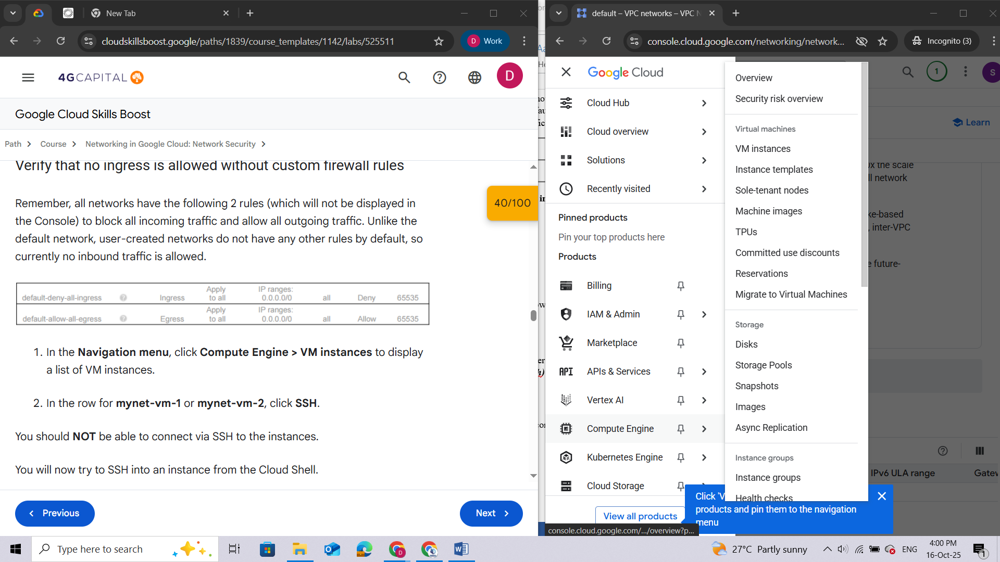 New Tab
cloudskillsboost.google/paths/1839/course_templates/1142/labs/525511
D
Work
4GCAPITAL
D
Google Cloud Skills Boost
Path
Course
Networking in Google Cloud: Network Security
Verify that no ingress is allowed without custom firewall rules
40/100
Remember, all networks have the following 2 rules (which will not be displayed in
the Console) to block all incoming traffic and allow all outgoing traffic. Unlike the
default network, user-created networks do not have any other rules by default, so
currently no inbound traffic is allowed.
default-deny-all-ingress Ingress Apply to all IP ranges: 0.0.0.0/0 all Deny 65535
default-allow-all-egress Egress Apply to all IP ranges: 0.0.0.0/0 all Allow 65535
1. In the Navigation menu, click Compute Engine > VM instances to display
a list of VM instances.
2. In the row for mynet-vm-1 or mynet-vm-2, click SSH.
You should NOT be able to connect via SSH to the instances.
You will now try to SSH into an instance from the Cloud Shell.
Previous
Next
default – VPC networks – VPC N
console.cloud.google.com/networking/network...
Incognito (3)
Google Cloud
1
S
Cloud Hub
Cloud overview
Solutions
Recently visited
Pinned products
Pin your top products here
Products
Billing
IAM & Admin
Marketplace
API
APIs & Services
Vertex AI
Compute Engine
Kubernetes Engine
Cloud Storage
View all products
Overview
Security risk overview
Virtual machines
VM instances
Instance templates
Sole-tenant nodes
Machine images
TPUs
Committed use discounts
Reservations
Migrate to Virtual Machines
Storage
Disks
Storage Pools
Snapshots
Images
Async Replication
Instance groups
Instance groups
Health checks
Learn
the scale
ll network
ke-based
, inter-VPC
e future-
IPv6 ULA range
Gatew
Click 'V
products and pin them to the navigation
menu
console.cloud.google.com/.../overview?p...
Type here to search
27°C Partly sunny
ENG
4:00 PM
16-Oct-25
1